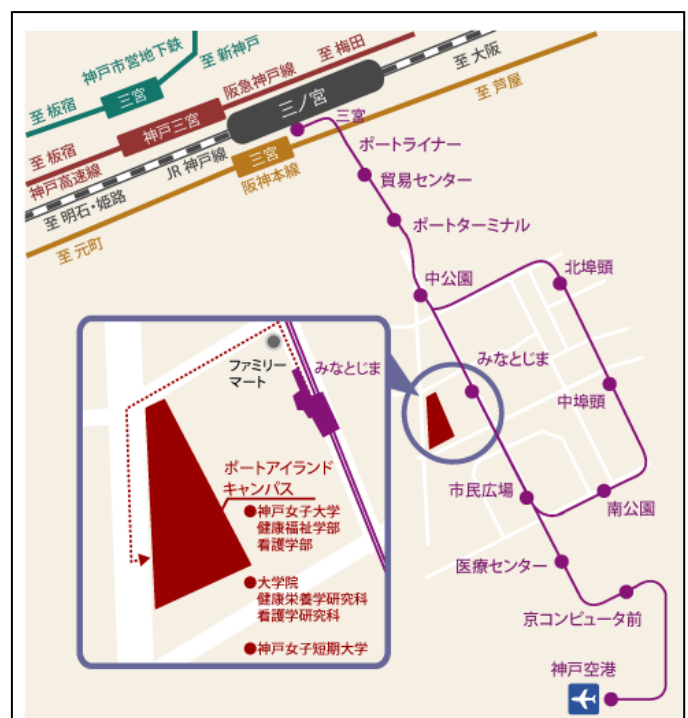 神戸市営地下鉄
至 新神戸
至 梅田
至 板宿
三宮
阪急神戸線
至 大阪
三ノ宮
至 板宿
神戸三宮
三宮
至 芦屋
神戸高速線
JR 神戸線
三宮
ポートライナー
至 明石・姫路
阪神本線
貿易センター
至 元町
ポートターミナル
中公園
北埠頭
みなとじま
ファミリー
マート
みなとじま
中埠頭
ポートアイランド
キャンパス
市民広場
南公園
●神戸女子大学
健康福祉学部
看護学部
医療センター
●大学院
健康栄養学研究科
看護学研究科
京コンピュータ前
●神戸女子短期大学
神戸空港